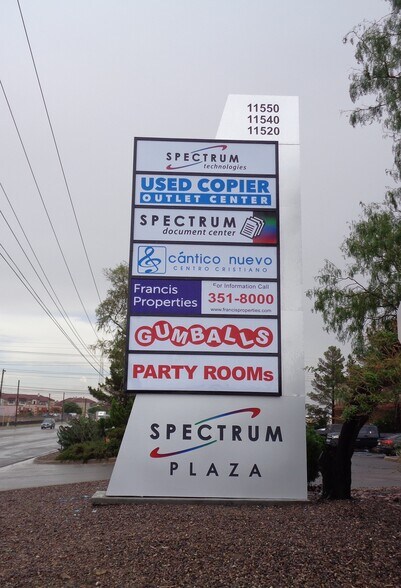 11550
11540
11520
SPECTRUM
technologies
USED COPIER
OUTLET CENTER
SPECTRUM
document center
cántico nuevo
CENTRO CRISTIANO
Francis
Properties
For Information Call
351-8000
www.francisproperties.com
GUMBALLS
PARTY ROOMs
SPECTRUM
PLAZA